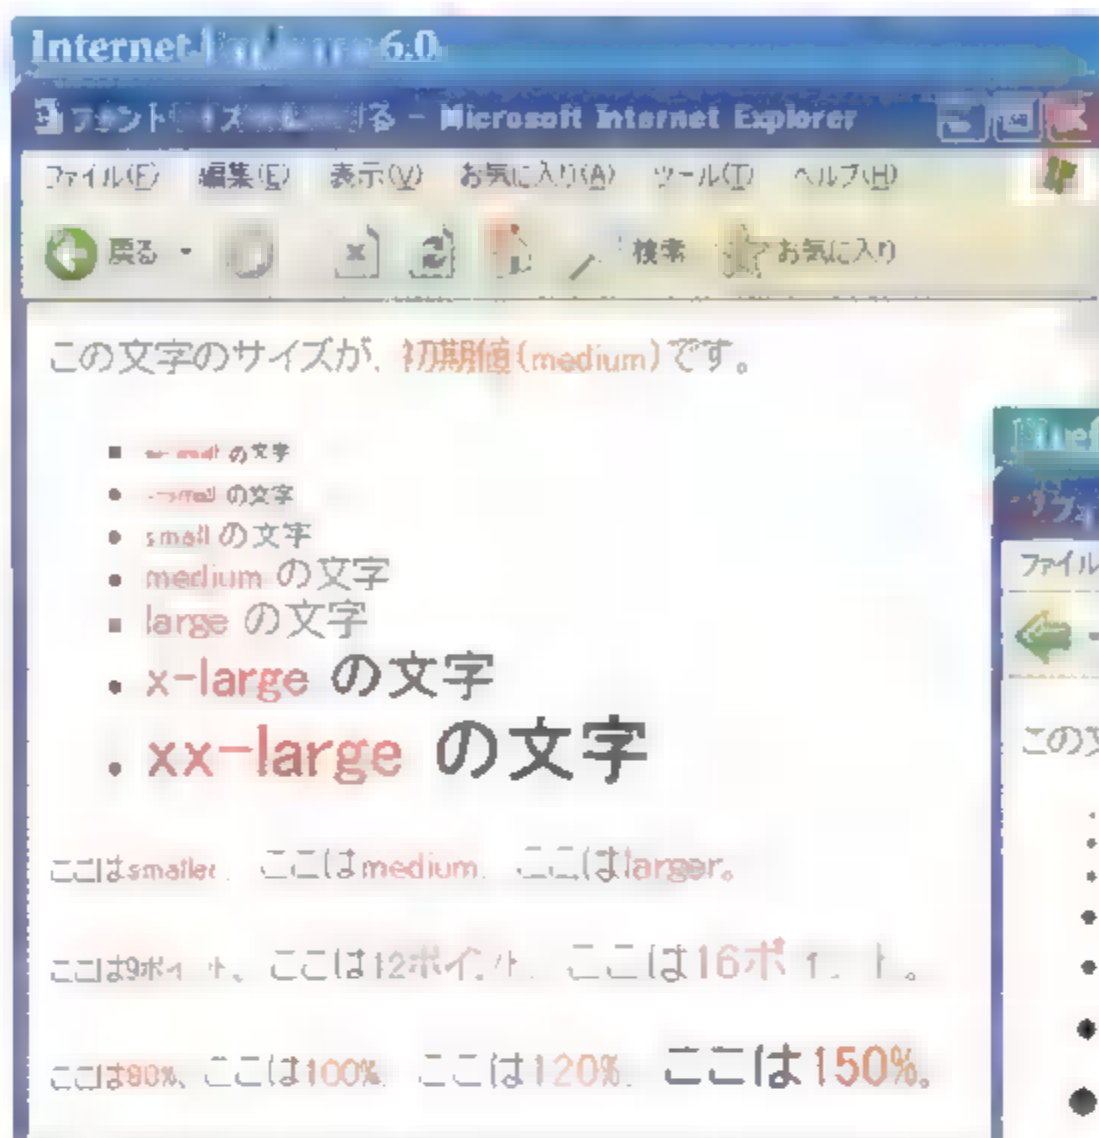 Internet 6.0
フォント する - Microsoft Internet Explorer
ファイル(F) 編集(E) 表示(V) お気に入り(A) ツール(T) ヘルプ(H)
戻る 検索 お気に入り
この文字のサイズが、初期値(medium)です。
の文字
の文字
small の文字
medium の文字
large の文字
x-large の文字
xx-large の文字
ここはsmaller、ここはmedium、ここはlarger。
ここは9ポイント、ここは12ポイント、ここは16ポイント。
ここは80%、ここは100%、ここは120%、ここは150%。
ファイル
この文